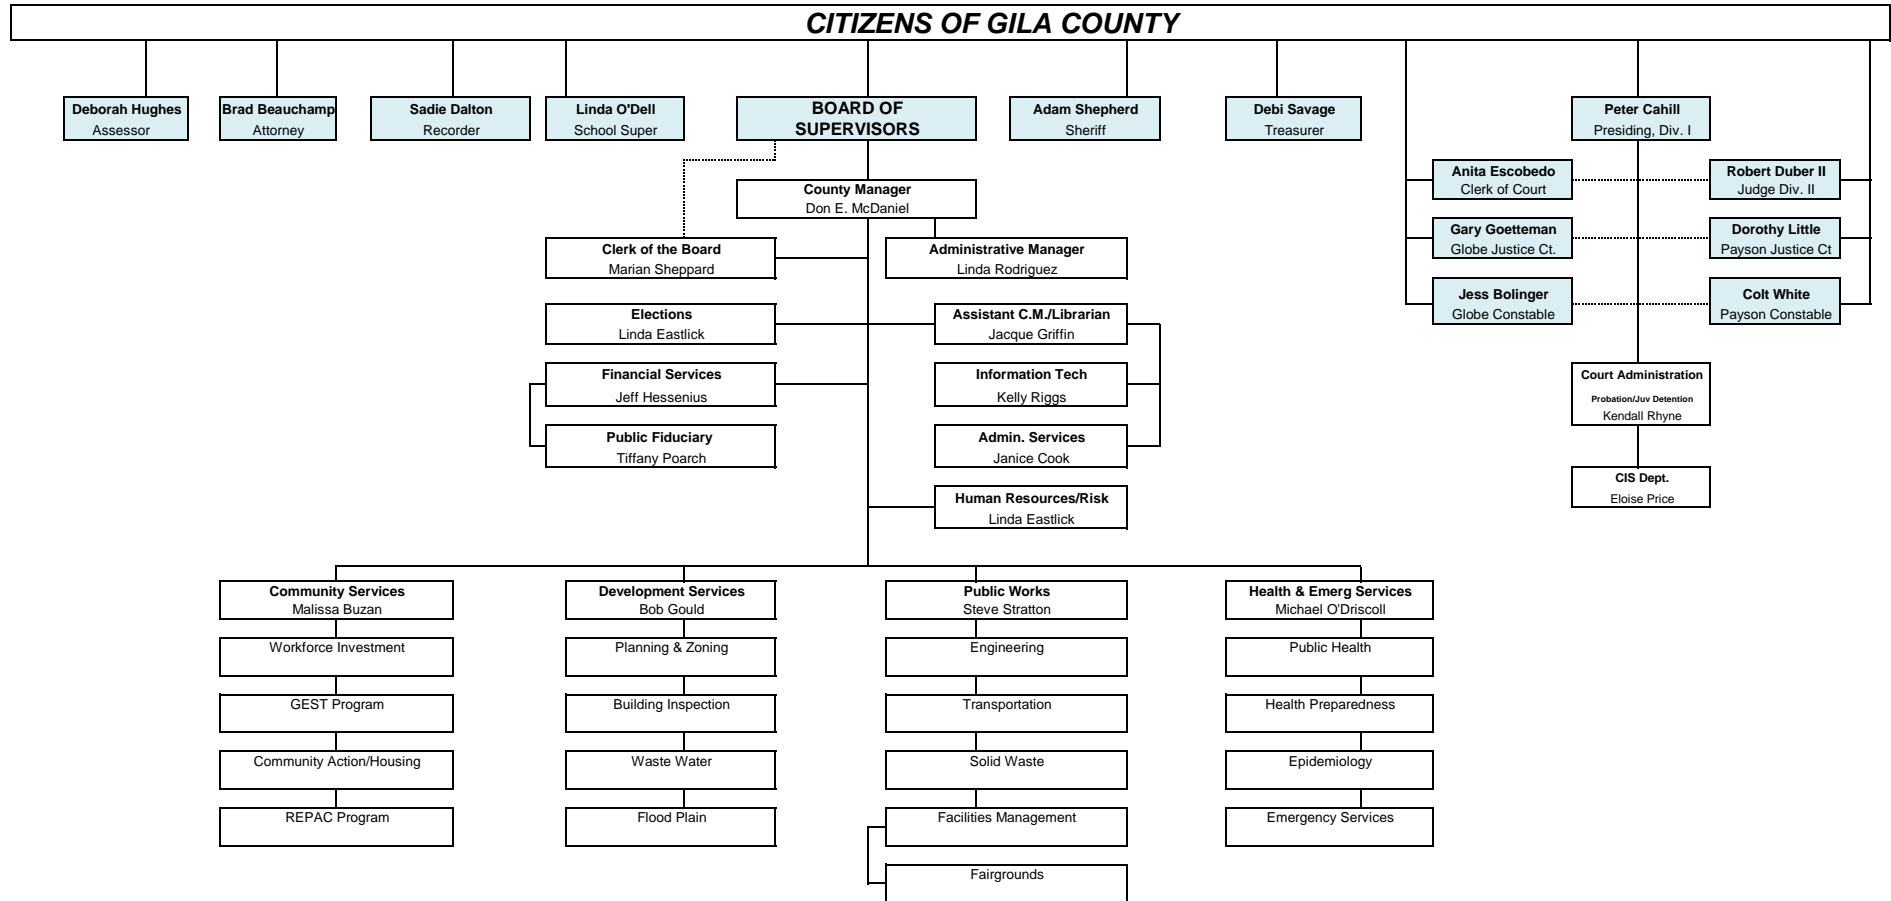 CITIZENS OF GILA COUNTY
Deborah Hughes
Assessor
Brad Beauchamp
Attorney
Sadie Dalton
Recorder
Linda O'Dell
School Super
BOARD OF
SUPERVISORS
Adam Shepherd
Sheriff
Debi Savage
Treasurer
Peter Cahill
Presiding, Div. I
Anita Escobedo
Clerk of Court
Robert Duber II
Judge Div. II
County Manager
Don E. McDaniel
Gary Goetteman
Globe Justice Ct.
Dorothy Little
Payson Justice Ct
Clerk of the Board
Marian Sheppard
Administrative Manager
Linda Rodriguez
Jess Bolinger
Globe Constable
Colt White
Payson Constable
Elections
Linda Eastlick
Assistant C.M./Librarian
Jacque Griffin
Financial Services
Jeff Hessenius
Information Tech
Kelly Riggs
Court Administration
Probation/Juv Detention
Kendall Rhyne
Public Fiduciary
Tiffany Poarch
Admin. Services
Janice Cook
CIS Dept.
Eloise Price
Human Resources/Risk
Linda Eastlick
Community Services
Malissa Buzan
Development Services
Bob Gould
Public Works
Steve Stratton
Health & Emerg Services
Michael O'Driscoll
Workforce Investment
Planning & Zoning
Engineering
Public Health
GEST Program
Building Inspection
Transportation
Health Preparedness
Community Action/Housing
Waste Water
Solid Waste
Epidemiology
REPAC Program
Flood Plain
Facilities Management
Emergency Services
Fairgrounds